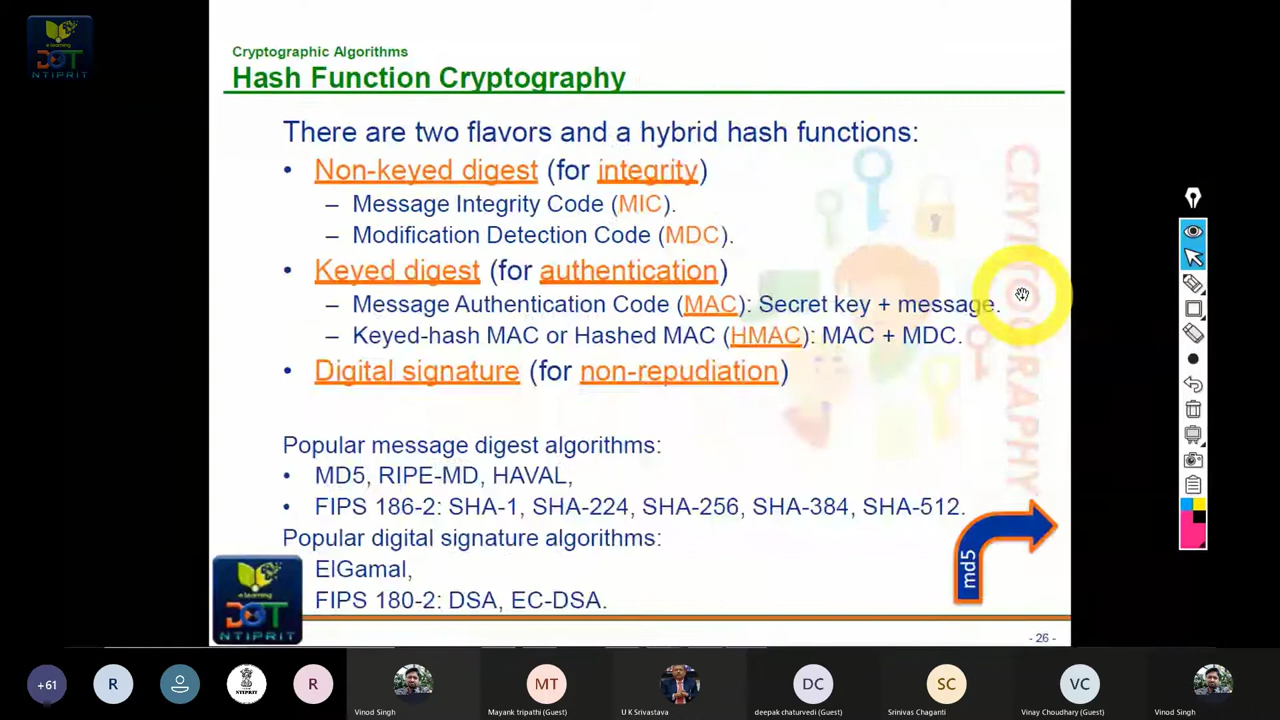 e-learning
DOT
NTIPRIT
Cryptographic Algorithms
Hash Function Cryptography
There are two flavors and a hybrid hash functions:
• Non-keyed digest (for integrity)
– Message Integrity Code (MIC).
– Modification Detection Code (MDC).
• Keyed digest (for authentication)
– Message Authentication Code (MAC): Secret key + message.
– Keyed-hash MAC or Hashed MAC (HMAC): MAC + MDC.
• Digital signature (for non-repudiation)
Popular message digest algorithms:
• MD5, RIPE-MD, HAVAL,
• FIPS 186-2: SHA-1, SHA-224, SHA-256, SHA-384, SHA-512.
Popular digital signature algorithms:
ElGamal,
FIPS 180-2: DSA, EC-DSA.
CRYPTOGRAPHY
md5
e-learning
DOT
NTIPRIT
- 26 -
+61
R
NTIPRIT
R
MT
DC
SC
VC
Vinod Singh
Mayank tripathi (Guest)
U K Srivastava
deepak chaturvedi (Guest)
Srinivas Chaganti
Vinay Choudhary (Guest)
Vinod Singh